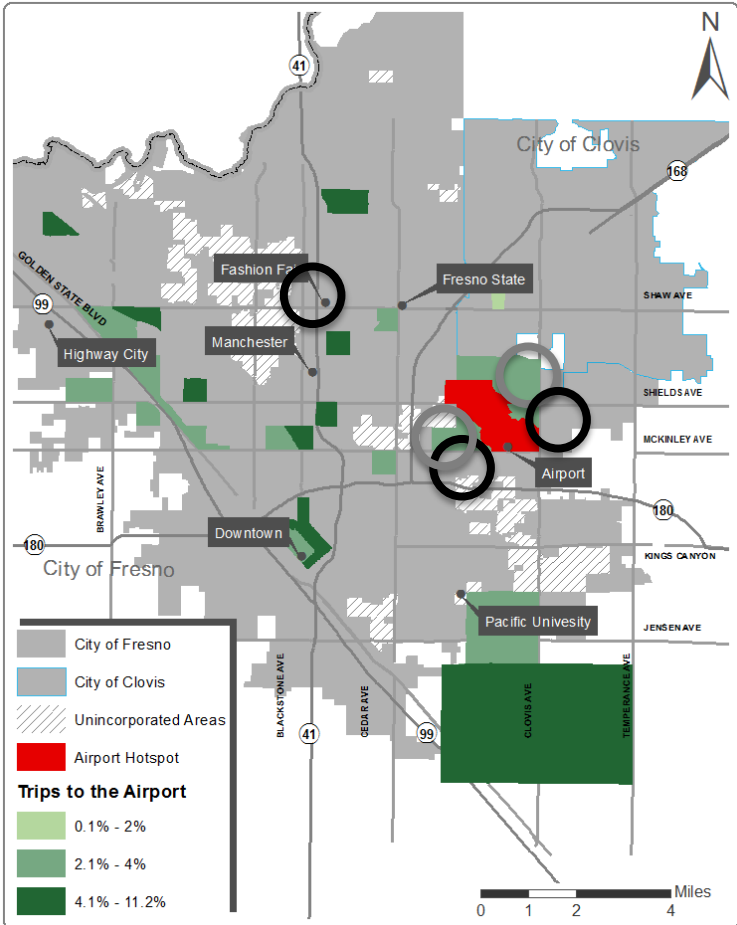 N
41
City of Clovis
168
Fashion Fa
Fresno State
GOLDEN STATE BLVD
99
SHAW AVE
Highway City
Manchester
SHIELDS AVE
MCKINLEY AVE
Airport
BRAWLEY AVE
180
Downtown
180
KINGS CANYON
City of Fresno
Pacific Univesity
JENSEN AVE
BLACKSTONE AVE
CEDAR AVE
CLOVIS AVE
TEMPERANCE AVE
41
99
City of Fresno
City of Clovis
Unincorporated Areas
Airport Hotspot
Trips to the Airport
0.1% - 2%
2.1% - 4%
4.1% - 11.2%
Miles
0 1 2 4